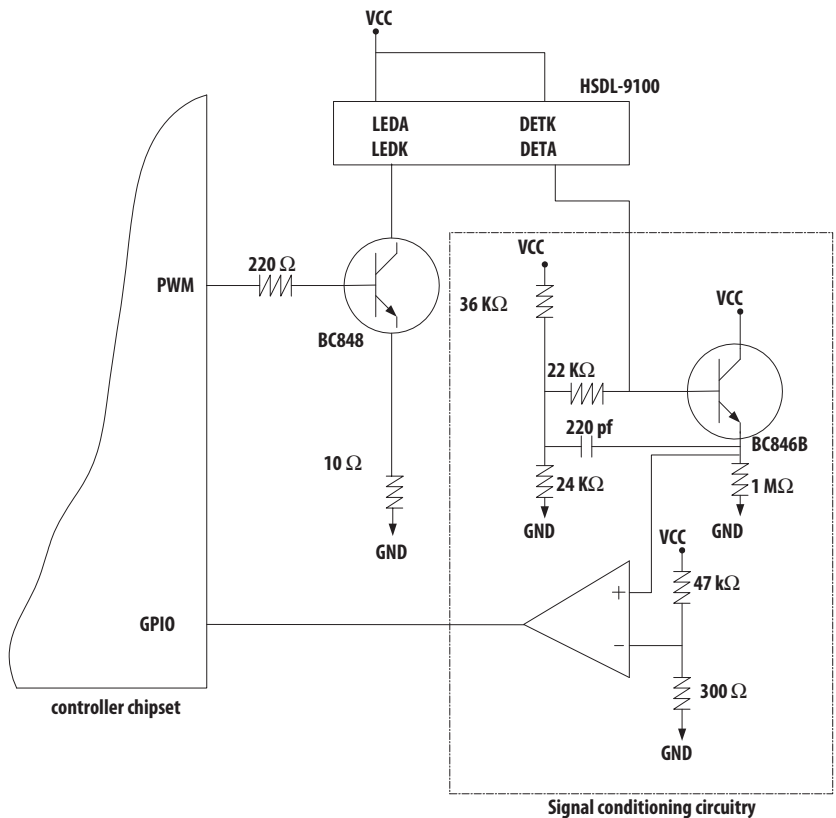 VCC
HSDL-9100
LEDA DETK
LEDK DETA
VCC
220 Ω
PWM
36 KΩ
VCC
BC848
22 KΩ
220 pf
BC846B
10 Ω
24 KΩ
1 MΩ
GND
GND
VCC
GND
+
47 kΩ
GPIO
−
300 Ω
controller chipset
GND
Signal conditioning circuitry